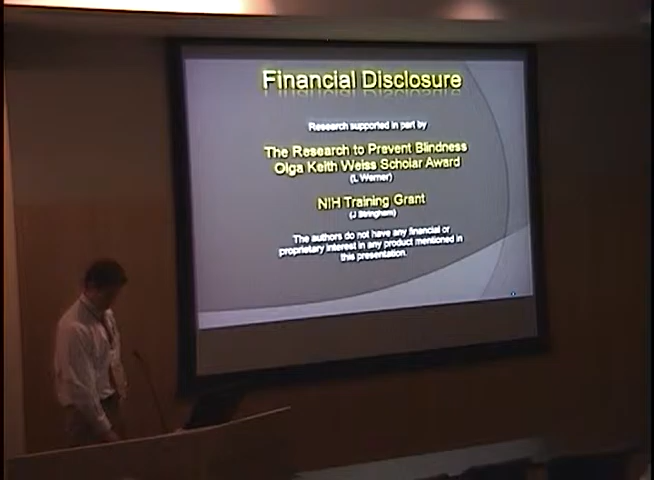 Financial Disclosure
Research supported in part by
The Research to Prevent Blindness
Olga Keith Weiss Scholar Award
(L Werner)
NIH Training Grant
(J Stringham)
The authors do not have any financial or
proprietary interest in any product mentioned in
this presentation.